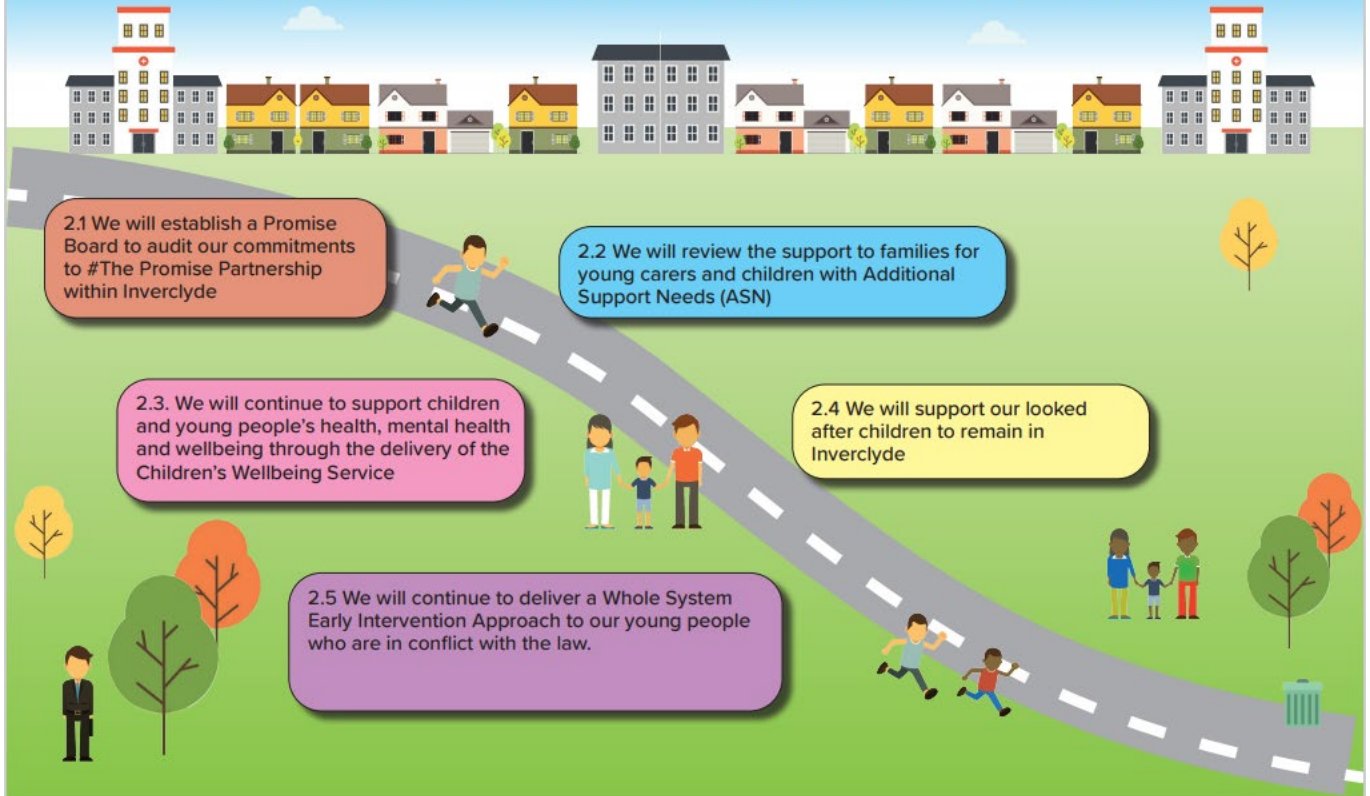 2.1 We will establish a Promise
Board to audit our commitments
to #The Promise Partnership
within Inverclyde
2.2 We will review the support to families for
young carers and children with Additional
Support Needs (ASN)
2.3. We will continue to support children
and young people's health, mental health
and wellbeing through the delivery of the
Children's Wellbeing Service
2.4 We will support our looked
after children to remain in
Inverclyde
2.5 We will continue to deliver a Whole System
Early Intervention Approach to our young people
who are in conflict with the law.